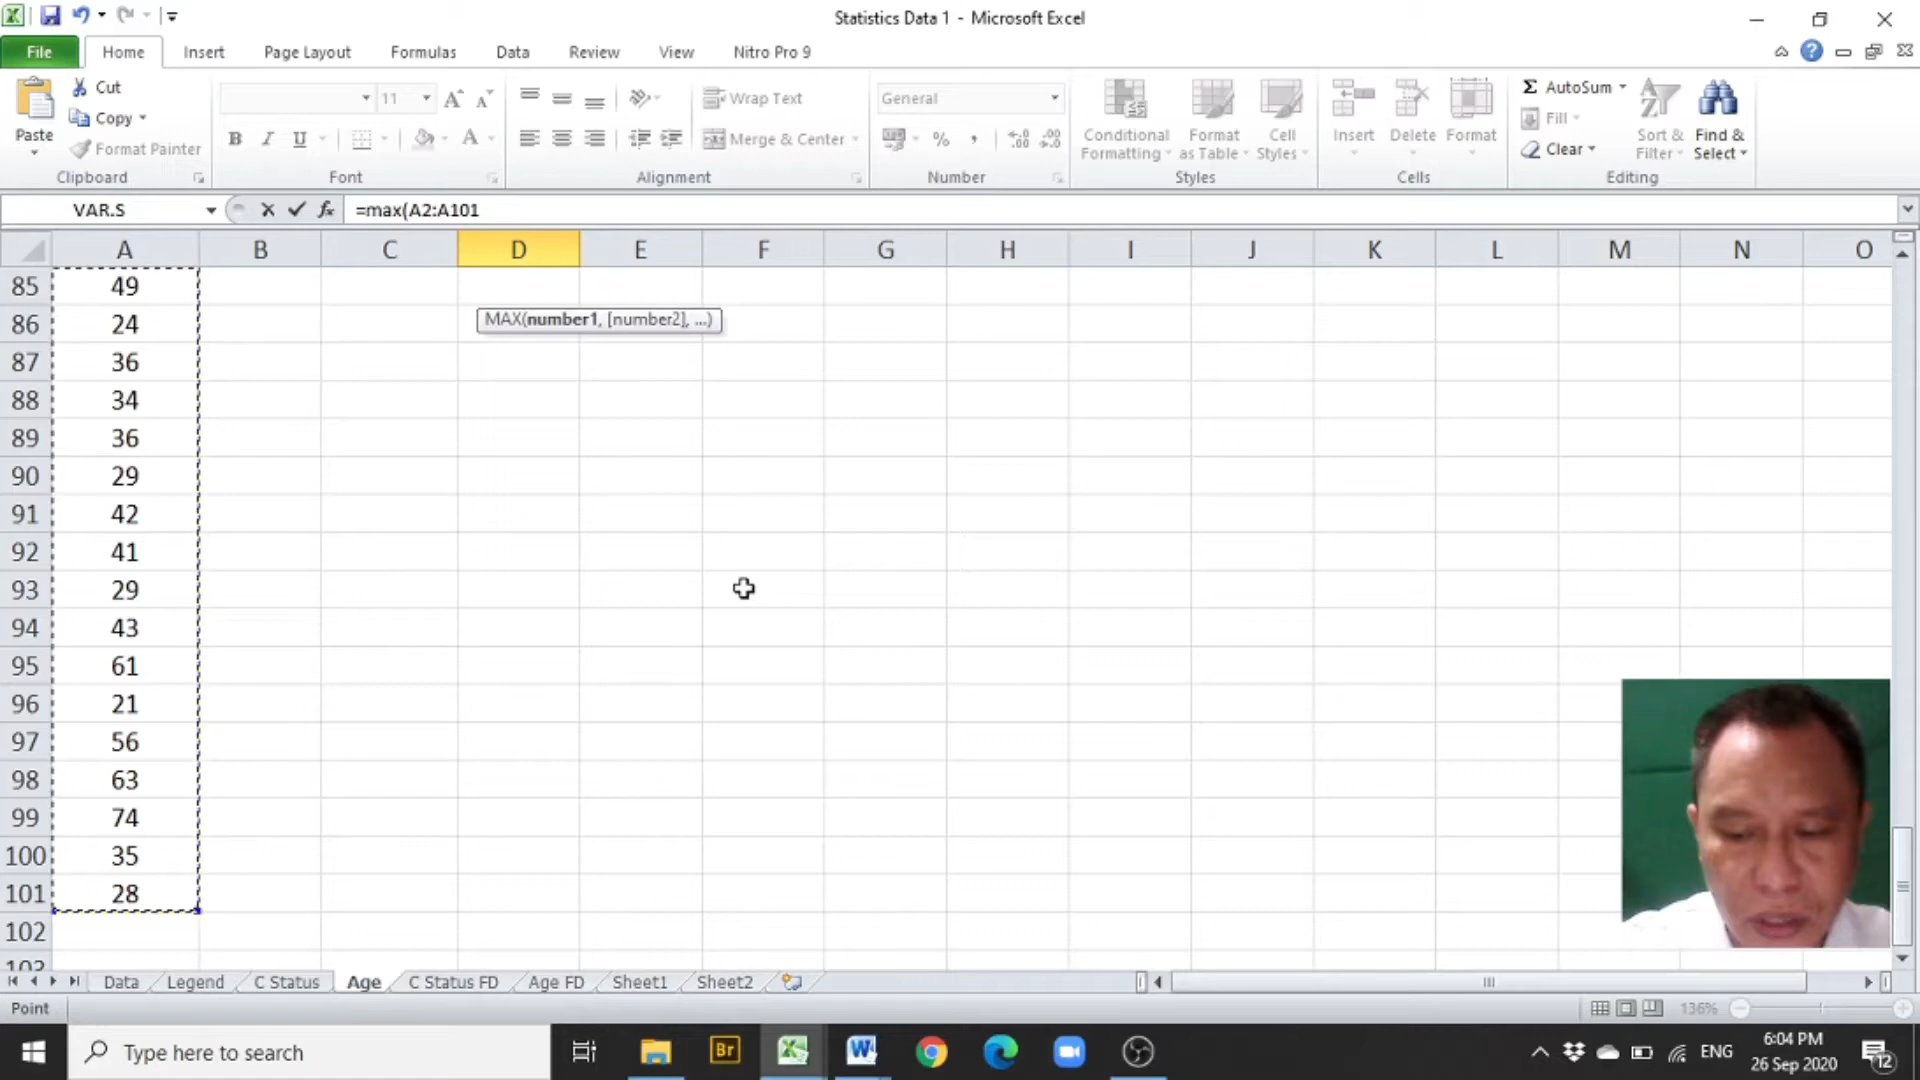 Statistics Data 1 - Microsoft Excel
File Home Insert Page Layout Formulas Data Review View Nitro Pro 9
Paste
Cut
Copy
Format Painter
Clipboard
11
B I U
A
Font
Wrap Text
Merge & Center
Alignment
General
%
Number
Conditional Formatting
Format as Table
Cell Styles
Styles
Insert
Delete
Format
Cells
Σ AutoSum
Fill
Clear
Sort & Filter
Find & Select
Editing
VAR.S fx =max(A2:A101
A B C D E F G H I J K L M N O
85 49
MAX(number1, [number2], ...)
86 24
87 36
88 34
89 36
90 29
91 42
92 41
93 29
94 43
95 61
96 21
97 56
98 63
99 74
100 35
101 28
102
103
Data Legend C Status Age C Status FD Age FD Sheet1 Sheet2
Point 136%
Type here to search
Br
ENG
6:04 PM
26 Sep 2020
12